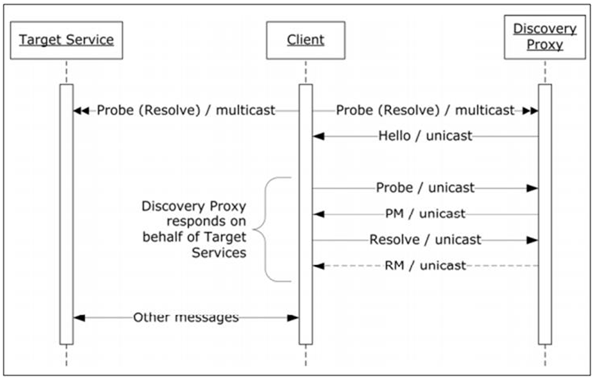 Target Service
Client
Discovery
Proxy
Probe (Resolve) / multicast
Probe (Resolve) / multicast
Hello / unicast
Probe / unicast
Discovery Proxy
responds on
behalf of Target
Services
PM / unicast
Resolve / unicast
RM / unicast
Other messages